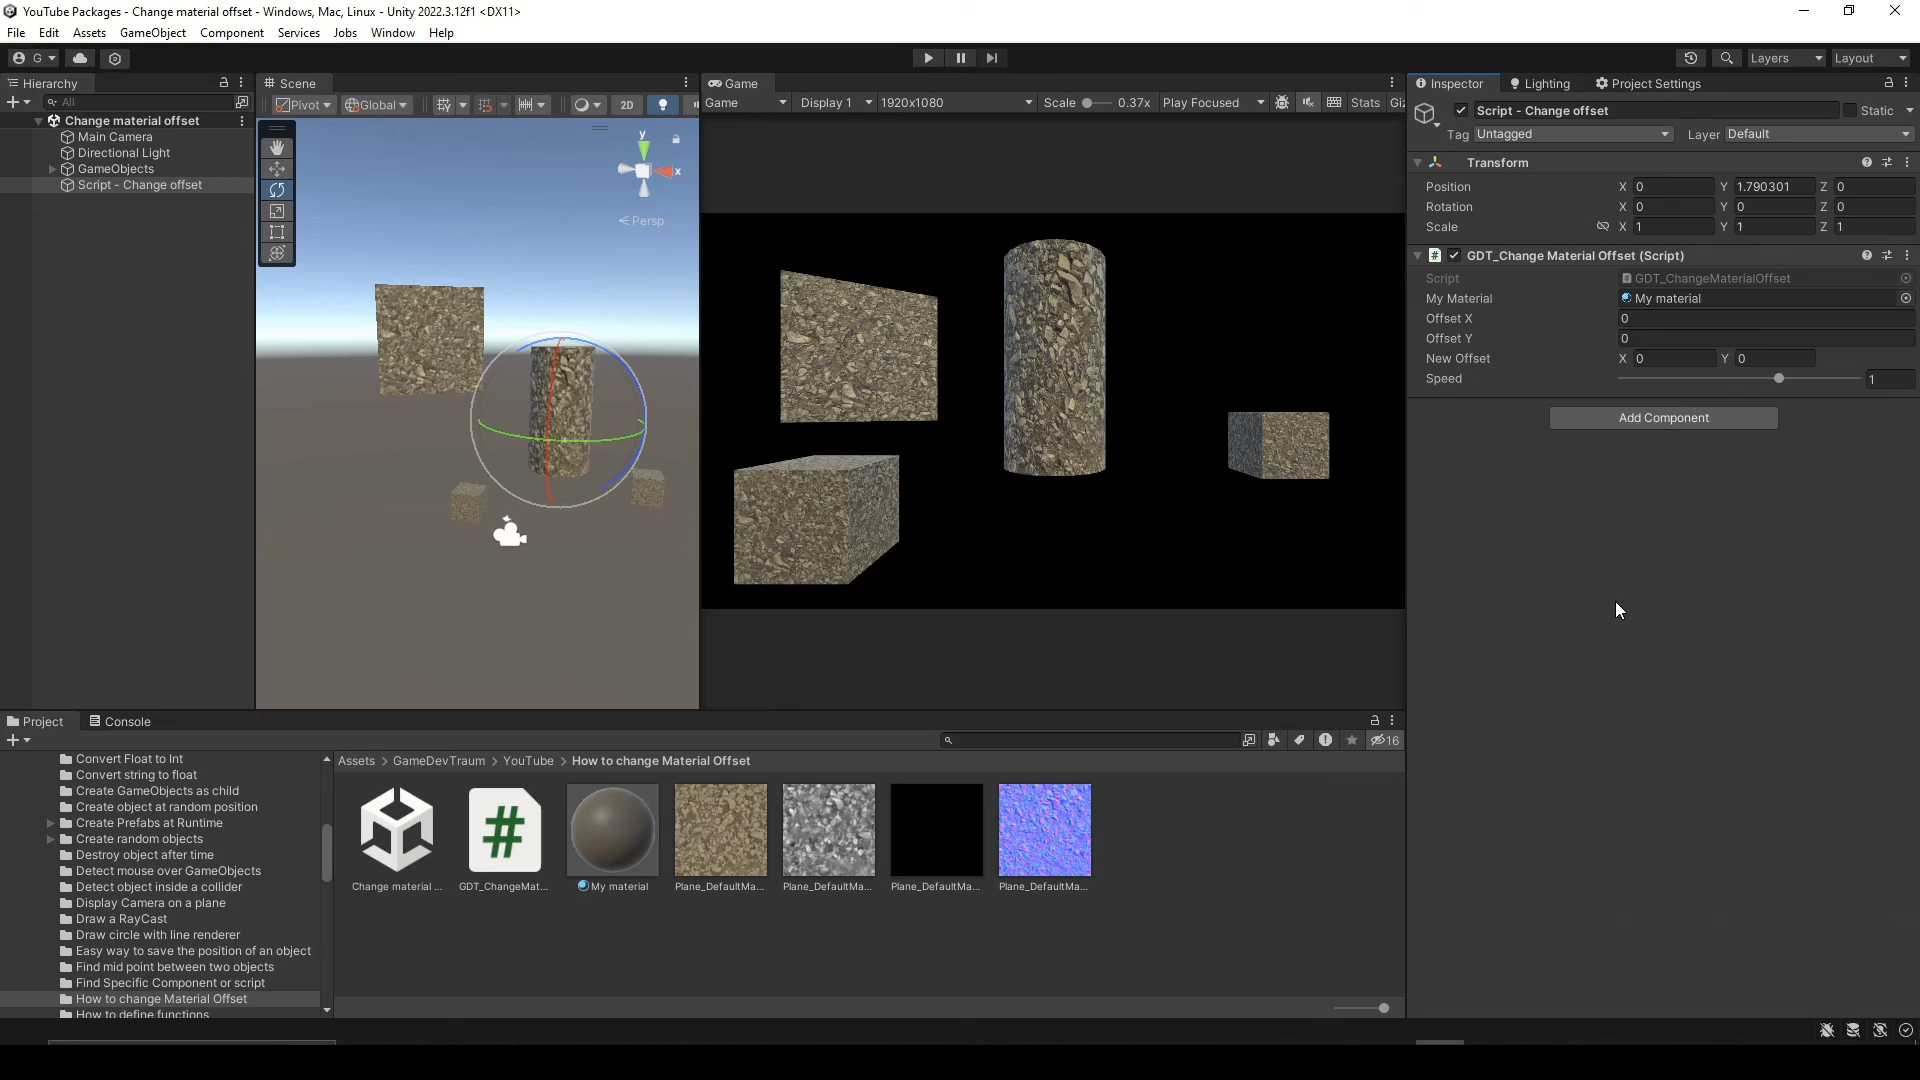 YouTube Packages - Change material offset - Windows, Mac, Linux - Unity 2022.3.12f1 <DX11>
File Edit Assets GameObject Component Services Jobs Window Help
G Layers Layout
Hierarchy
All
Change material offset
Main Camera
Directional Light
GameObjects
Script - Change offset
Scene
Pivot Global 2D
y
x
Persp
Game
Game Display 1 1920x1080 Scale 0.37x Play Focused Stats Giz
Inspector Lighting Project Settings
Script - Change offset Static
Tag Untagged Layer Default
Transform
Position X 0 Y 1.790301 Z 0
Rotation X 0 Y 0 Z 0
Scale X 1 Y 1 Z 1
# GDT_Change Material Offset (Script)
Script GDT_ChangeMaterialOffset
My Material My material
Offset X 0
Offset Y 0
New Offset X 0 Y 0
Speed 1
Add Component
Project Console
16
Convert Float to Int
Convert string to float
Create GameObjects as child
Create object at random position
Create Prefabs at Runtime
Create random objects
Destroy object after time
Detect mouse over GameObjects
Detect object inside a collider
Display Camera on a plane
Draw a RayCast
Draw circle with line renderer
Easy way to save the position of an object
Find mid point between two objects
Find Specific Component or script
How to change Material Offset
How to define functions
Assets > GameDevTraum > YouTube > How to change Material Offset
#
Change material ... GDT_ChangeMat... My material Plane_DefaultMa... Plane_DefaultMa... Plane_DefaultMa... Plane_DefaultMa...